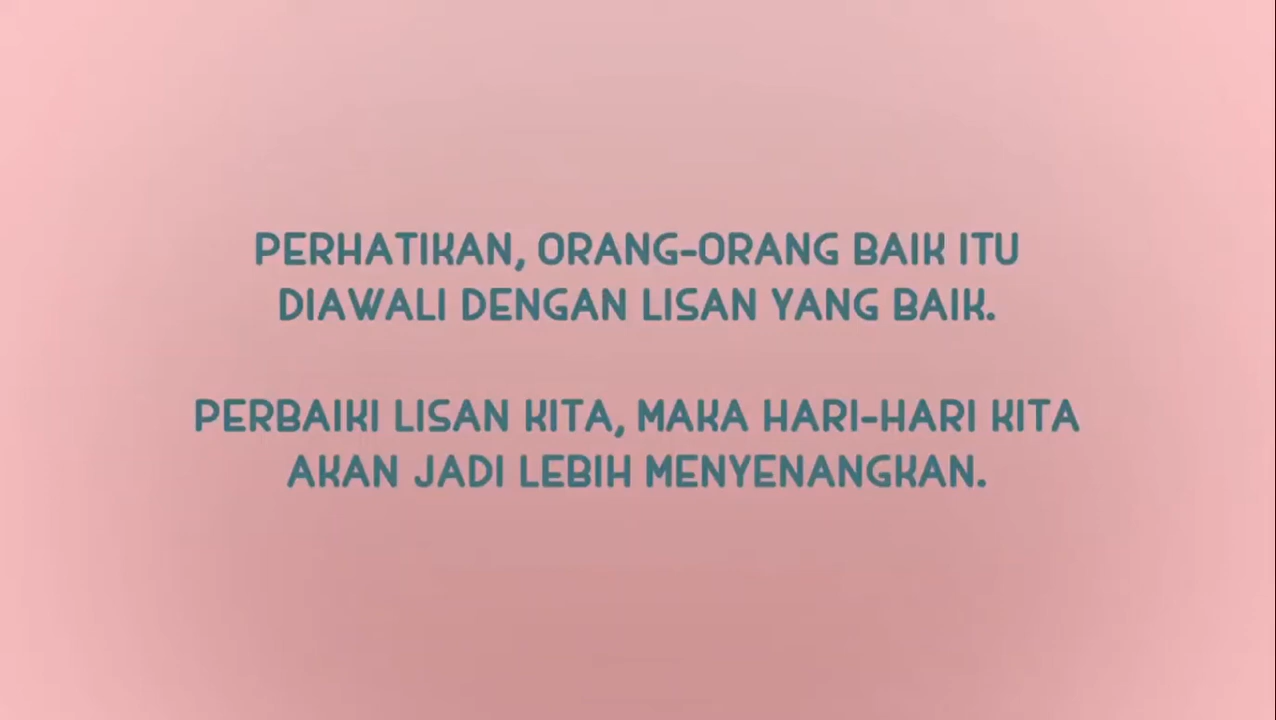 PERHATIKAN, ORANG-ORANG BAIK ITU
DIAWALI DENGAN LISAN YANG BAIK.
PERBAIKI LISAN KITA, MAKA HARI-HARI KITA
AKAN JADI LEBIH MENYENANGKAN.